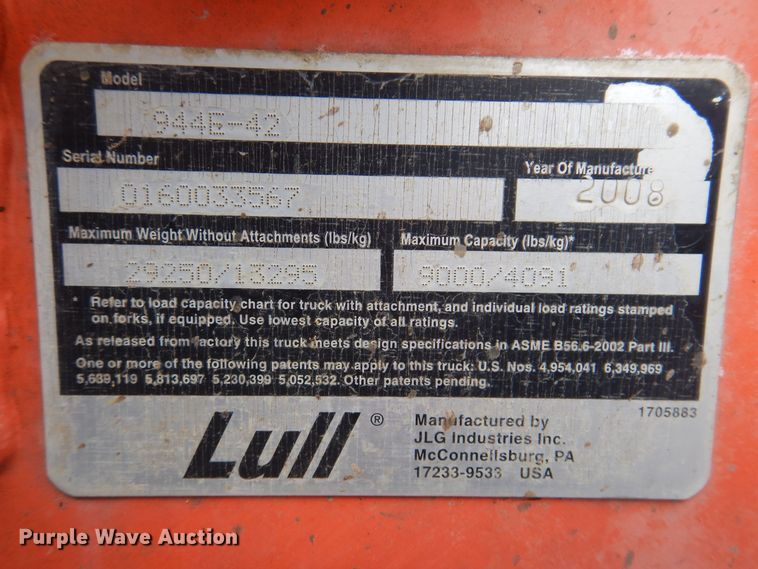 Model
944E-42
Serial Number
0160033567
Year Of Manufacture
2008
Maximum Weight Without Attachments (lbs/kg)
29250/13295
Maximum Capacity (lbs/kg)*
9000/4091
* Refer to load capacity chart for truck with attachment, and individual load ratings stamped
on forks, if equipped. Use lowest capacity of all ratings.
As released from factory this truck meets design specifications in ASME B56.6-2002 Part III.
One or more of the following patents may apply to this truck: U.S. Nos. 4,954,041 6,349,969
5,639,119 5,813,697 5,230,399 5,052,532. Other patents pending.
Lull®
Manufactured by
JLG Industries Inc.
McConnellsburg, PA
17233-9533 USA
1705883
Purple Wave Auction